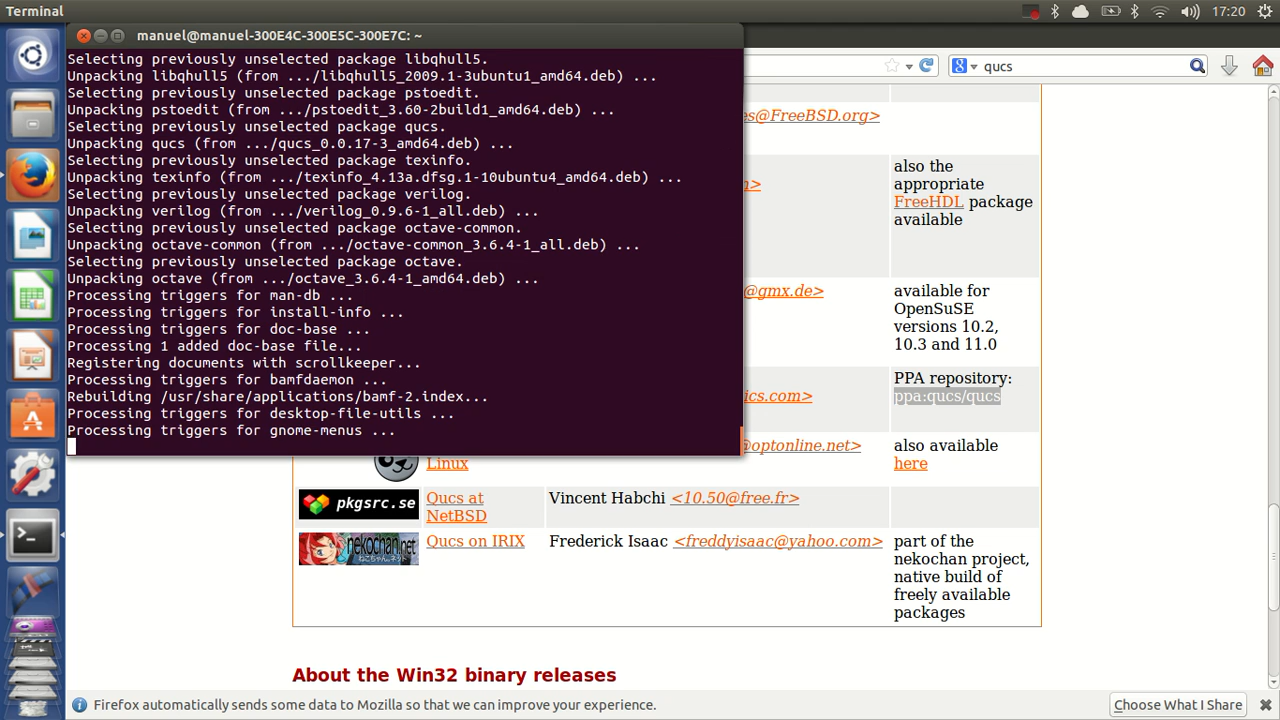 Terminal
17:20
manuel@manuel-300E4C-300E5C-300E7C: ~
Selecting previously unselected package libqhull5.
Unpacking libqhull5 (from .../libqhull5_2009.1-3ubuntu1_amd64.deb) ...
Selecting previously unselected package pstoedit.
Unpacking pstoedit (from .../pstoedit_3.60-2build1_amd64.deb) ...
Selecting previously unselected package qucs.
Unpacking qucs (from .../qucs_0.0.17-3_amd64.deb) ...
Selecting previously unselected package texinfo.
Unpacking texinfo (from .../texinfo_4.13a.dfsg.1-10ubuntu4_amd64.deb) ...
Selecting previously unselected package verilog.
Unpacking verilog (from .../verilog_0.9.6-1_all.deb) ...
Selecting previously unselected package octave-common.
Unpacking octave-common (from .../octave-common_3.6.4-1_all.deb) ...
Selecting previously unselected package octave.
Unpacking octave (from .../octave_3.6.4-1_amd64.deb) ...
Processing triggers for man-db ...
Processing triggers for install-info ...
Processing triggers for doc-base ...
Processing 1 added doc-base file...
Registering documents with scrollkeeper...
Processing triggers for bamfdaemon ...
Rebuilding /usr/share/applications/bamf-2.index...
Processing triggers for desktop-file-utils ...
Processing triggers for gnome-menus ...
qucs
es@FreeBSD.org>
also the
appropriate
FreeHDL package
available
@gmx.de>
available for
OpenSuSE
versions 10.2,
10.3 and 11.0
ics.com>
PPA repository:
ppa:qucs/qucs
Linux
@optonline.net>
also available
here
pkgsrc.se
Qucs at
NetBSD
Vincent Habchi <10.50@free.fr>
nekochan.net
Qucs on IRIX
Frederick Isaac <freddyisaac@yahoo.com>
part of the
nekochan project,
native build of
freely available
packages
About the Win32 binary releases
Firefox automatically sends some data to Mozilla so that we can improve your experience.
Choose What I Share